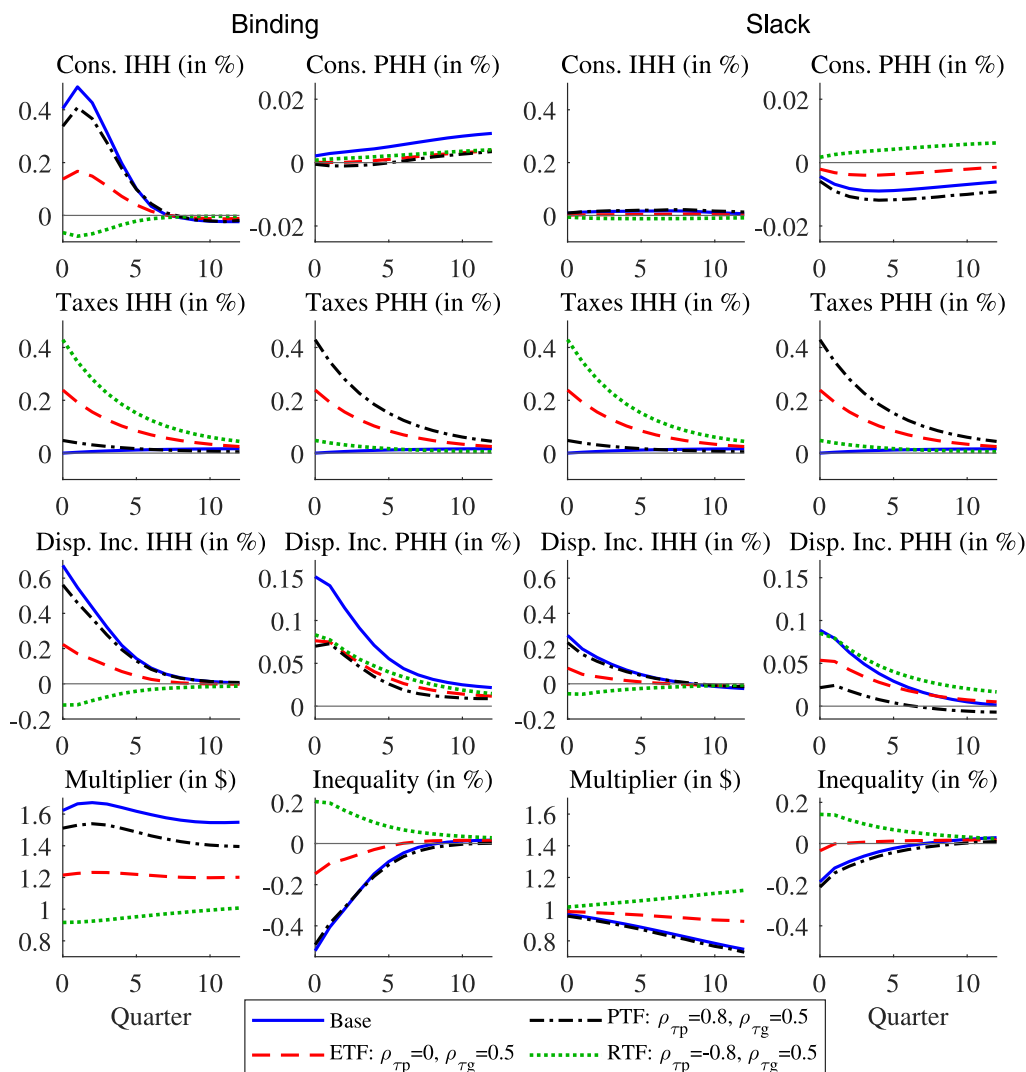 Binding Slack
Cons. IHH (in %) Cons. PHH (in %) Cons. IHH (in %) Cons. PHH (in %)
0.4 0.02 0.4 0.02
0.2 0 0.2 0
0 -0.02 0 -0.02
0 5 10 0 5 10 0 5 10 0 5 10
Taxes IHH (in %) Taxes PHH (in %) Taxes IHH (in %) Taxes PHH (in %)
0.4 0.4 0.4 0.4
0.2 0.2 0.2 0.2
0 0 0 0
0 5 10 0 5 10 0 5 10 0 5 10
Disp. Inc. IHH (in %) Disp. Inc. PHH (in %) Disp. Inc. IHH (in %) Disp. Inc. PHH (in %)
0.6 0.15 0.6 0.1
0.4 0.1 0.4 0.05
0.2 0.05 0.2 0
0 0 0
-0.2 -0.2
0 5 10 0 5 10 0 5 10 0 5 10
Multiplier (in $) Inequality (in %) Multiplier (in $) Inequality (in %)
1.6 0.2 1.6 0.2
1.4 0 1.4 0
1.2 -0.2 1.2 -0.2
1 -0.4 1 -0.4
0.8 0.8
0 5 10 0 5 10 0 5 10 0 5 10
Quarter Quarter
Base PTF: ρτp=0.8, ρτg=0.5
ETF: ρτp=0, ρτg=0.5 RTF: ρτp=-0.8, ρτg=0.5